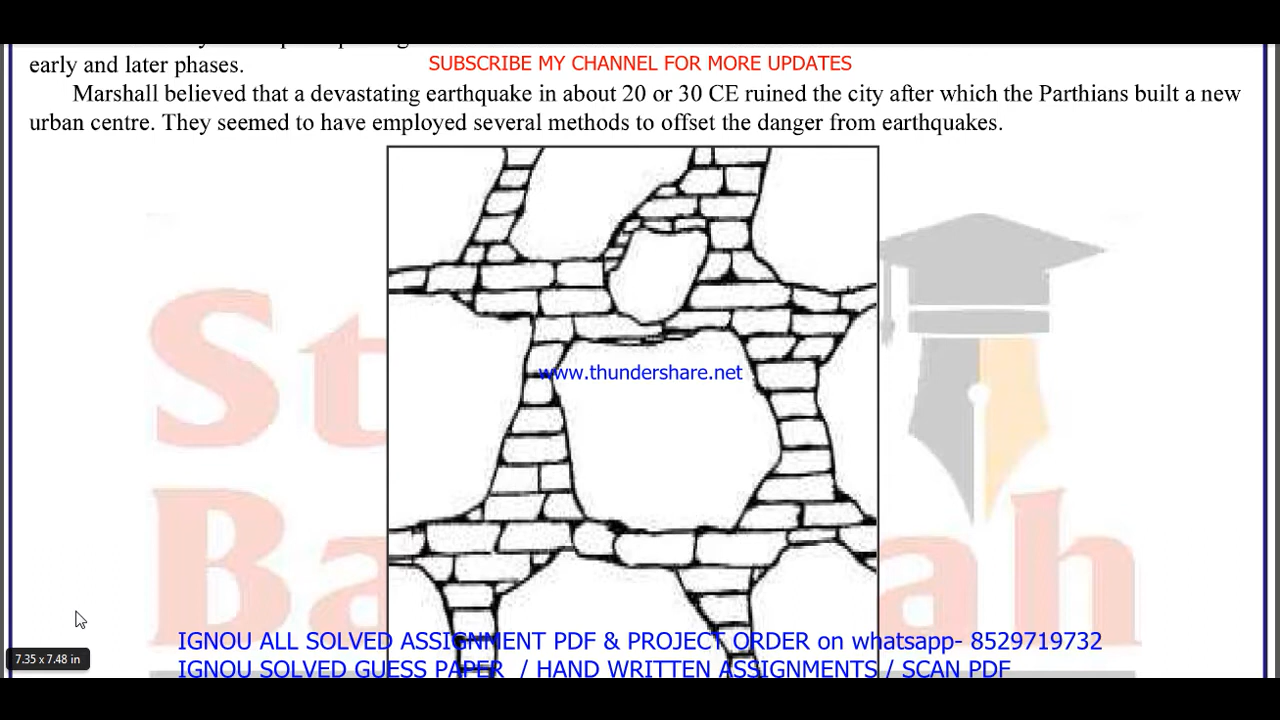 early and later phases.
SUBSCRIBE MY CHANNEL FOR MORE UPDATES
Marshall believed that a devastating earthquake in about 20 or 30 CE ruined the city after which the Parthians built a new
urban centre. They seemed to have employed several methods to offset the danger from earthquakes.
www.thundershare.net
IGNOU ALL SOLVED ASSIGNMENT PDF & PROJECT ORDER on whatsapp- 8529719732
7.35 x 7.48 in
IGNOU SOLVED GUESS PAPER / HAND WRITTEN ASSIGNMENTS / SCAN PDF